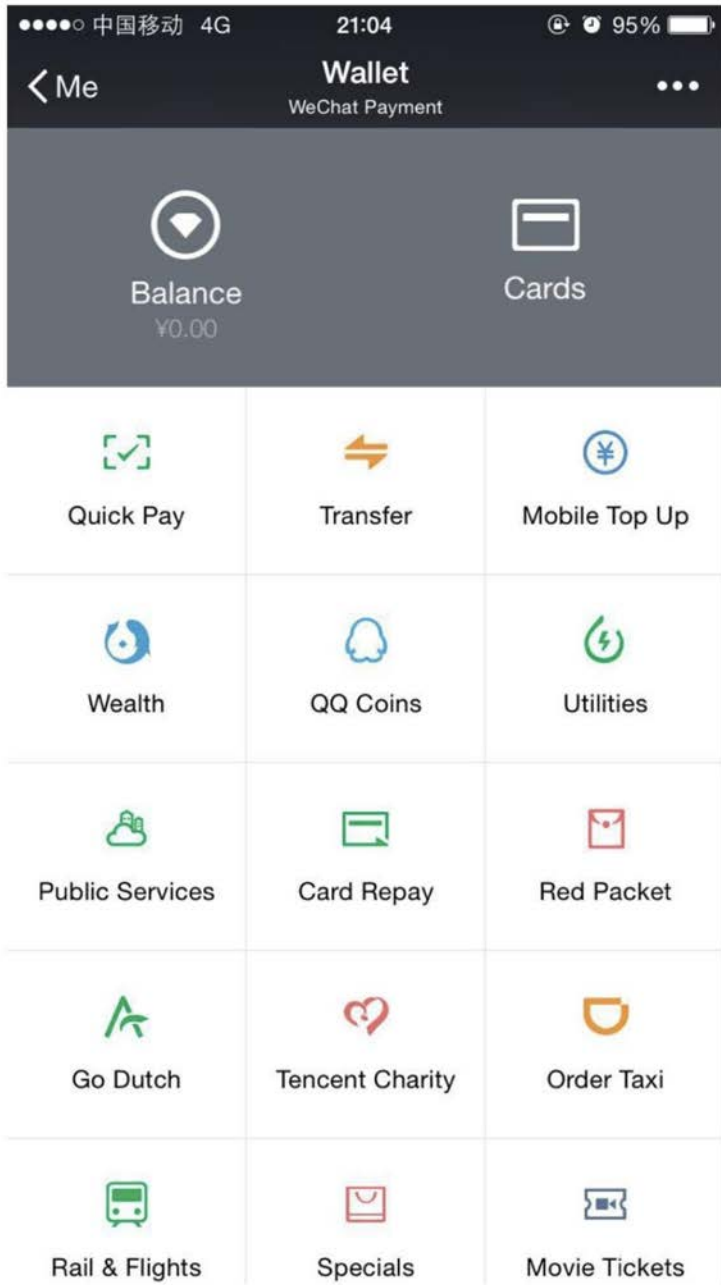 中国移动 4G 21:04 95%
Me Wallet
WeChat Payment
Balance Cards
¥0.00
Quick Pay Transfer Mobile Top Up
Wealth QQ Coins Utilities
Public Services Card Repay Red Packet
Go Dutch Tencent Charity Order Taxi
Rail & Flights Specials Movie Tickets